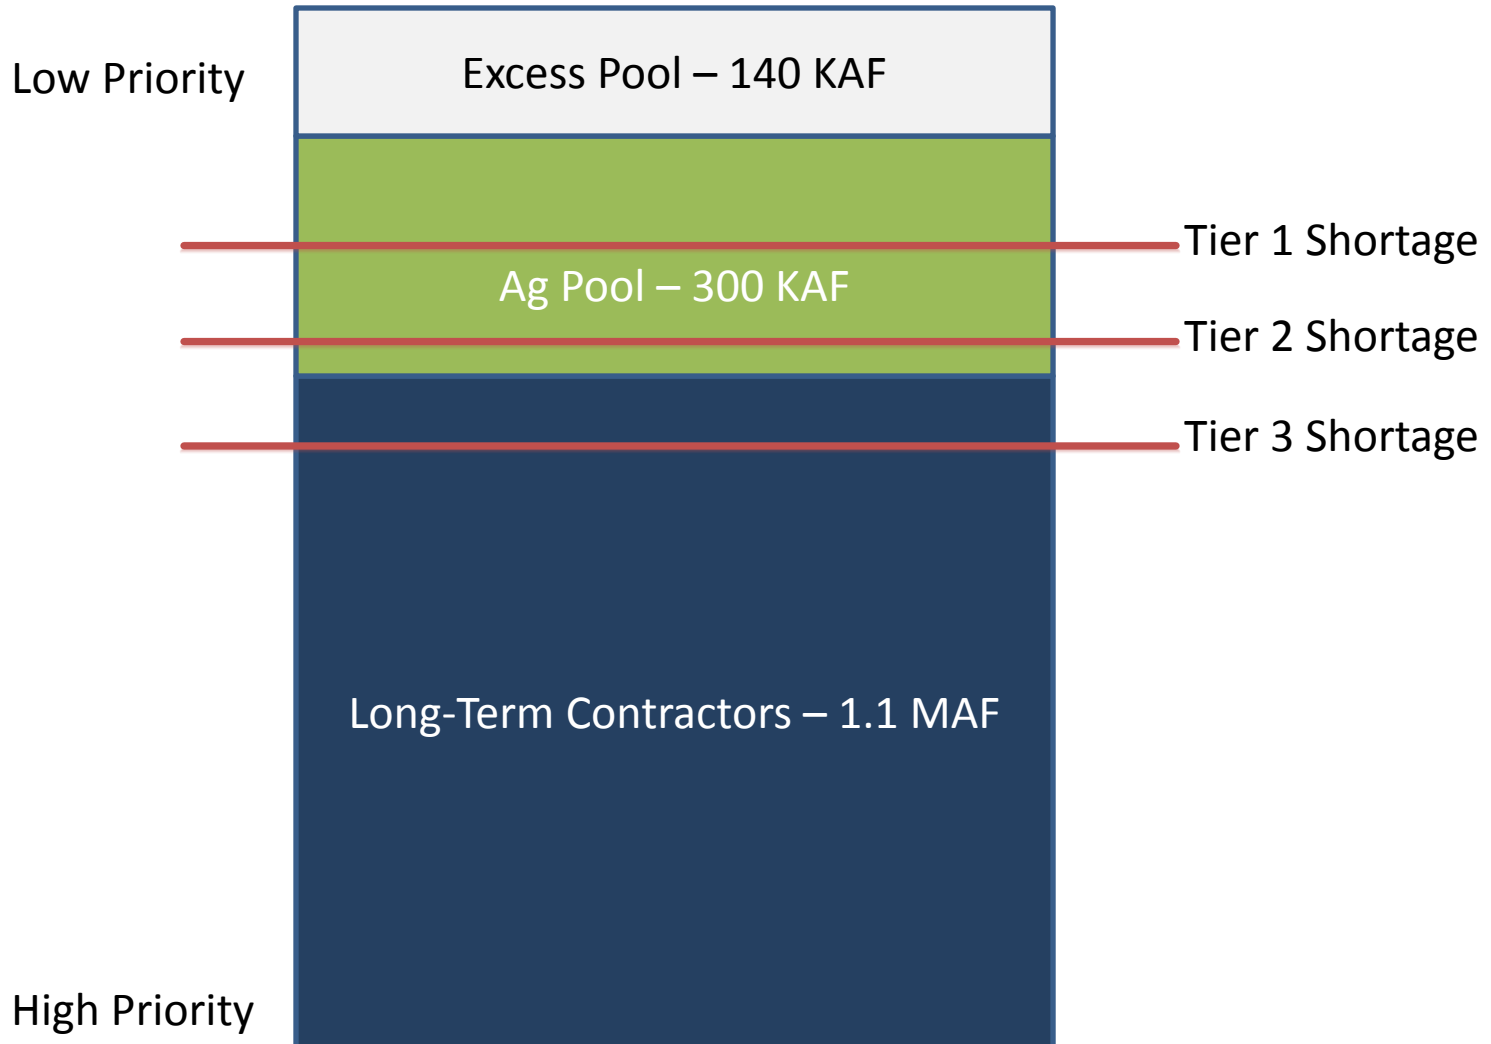 Low Priority
Excess Pool – 140 KAF
Tier 1 Shortage
Ag Pool – 300 KAF
Tier 2 Shortage
Tier 3 Shortage
Long-Term Contractors – 1.1 MAF
High Priority